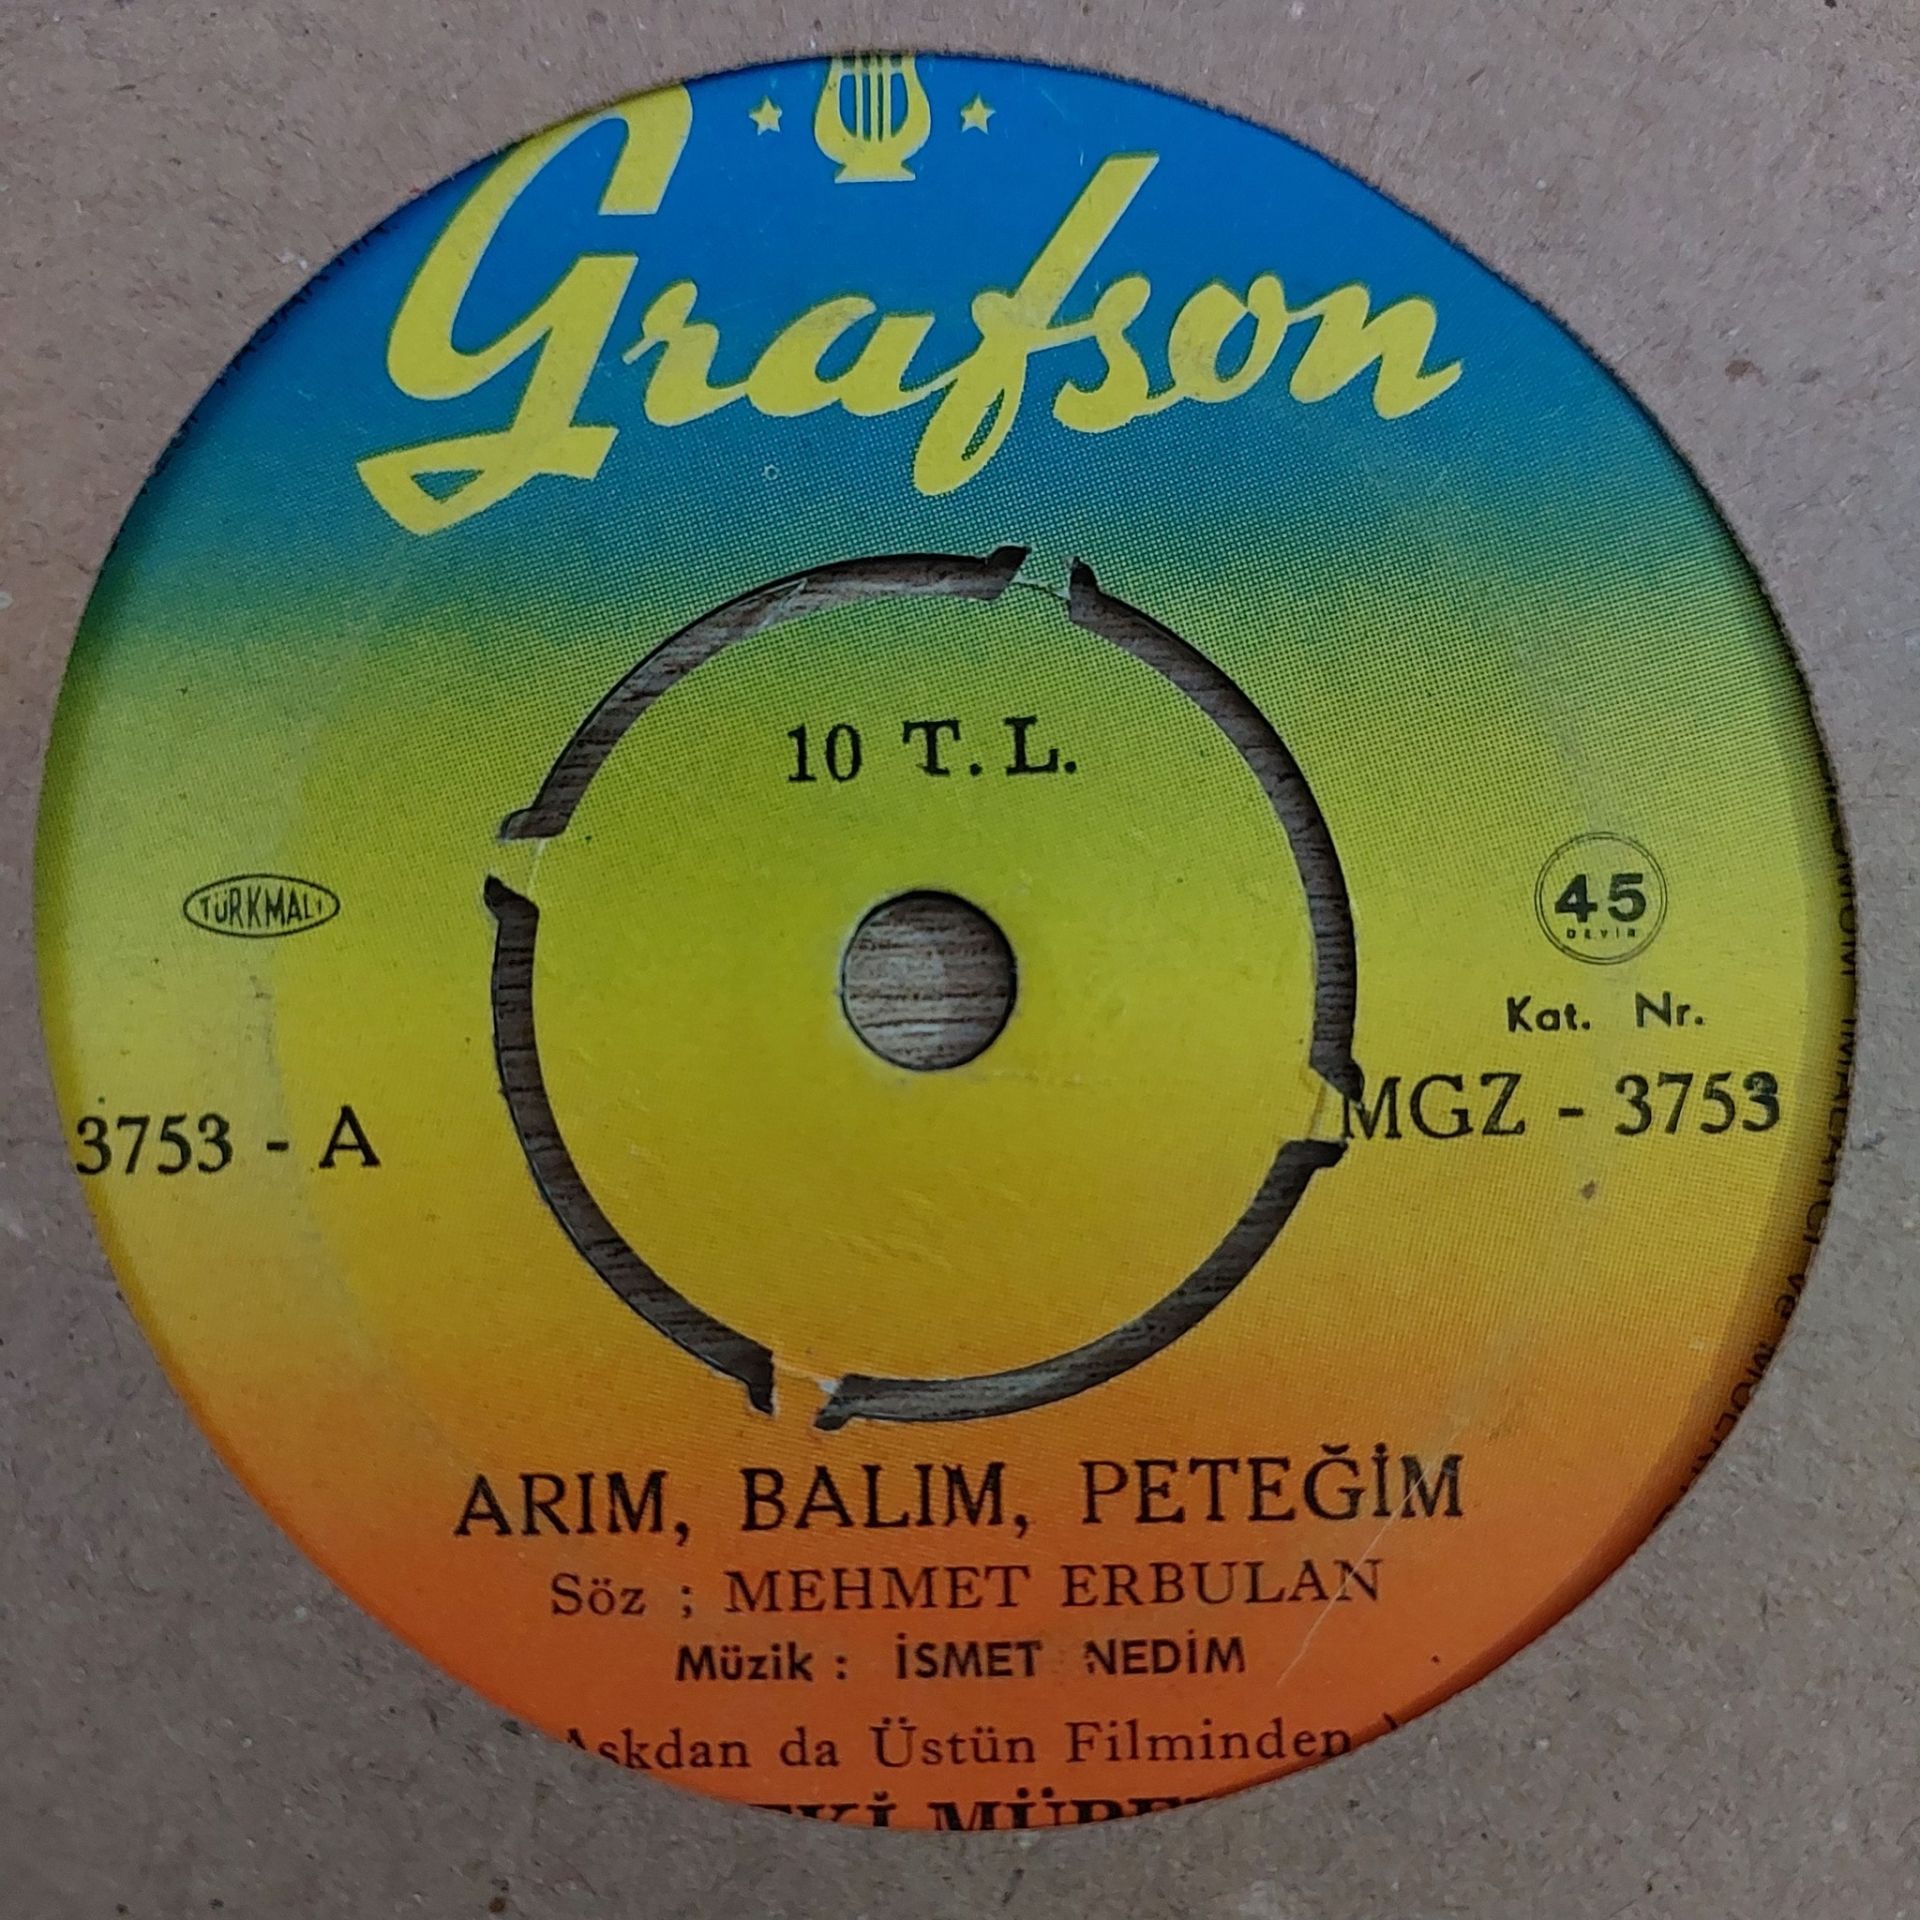 Grafson
10 T.L.
TÜRKMALI
45
DEVİR
Kat. Nr.
3753 - A
MGZ - 3753
ARIM, BALIM, PETEĞİM
Söz ; MEHMET ERBULAN
Müzik : İSMET NEDİM
Aşkdan da Üstün Filminden )